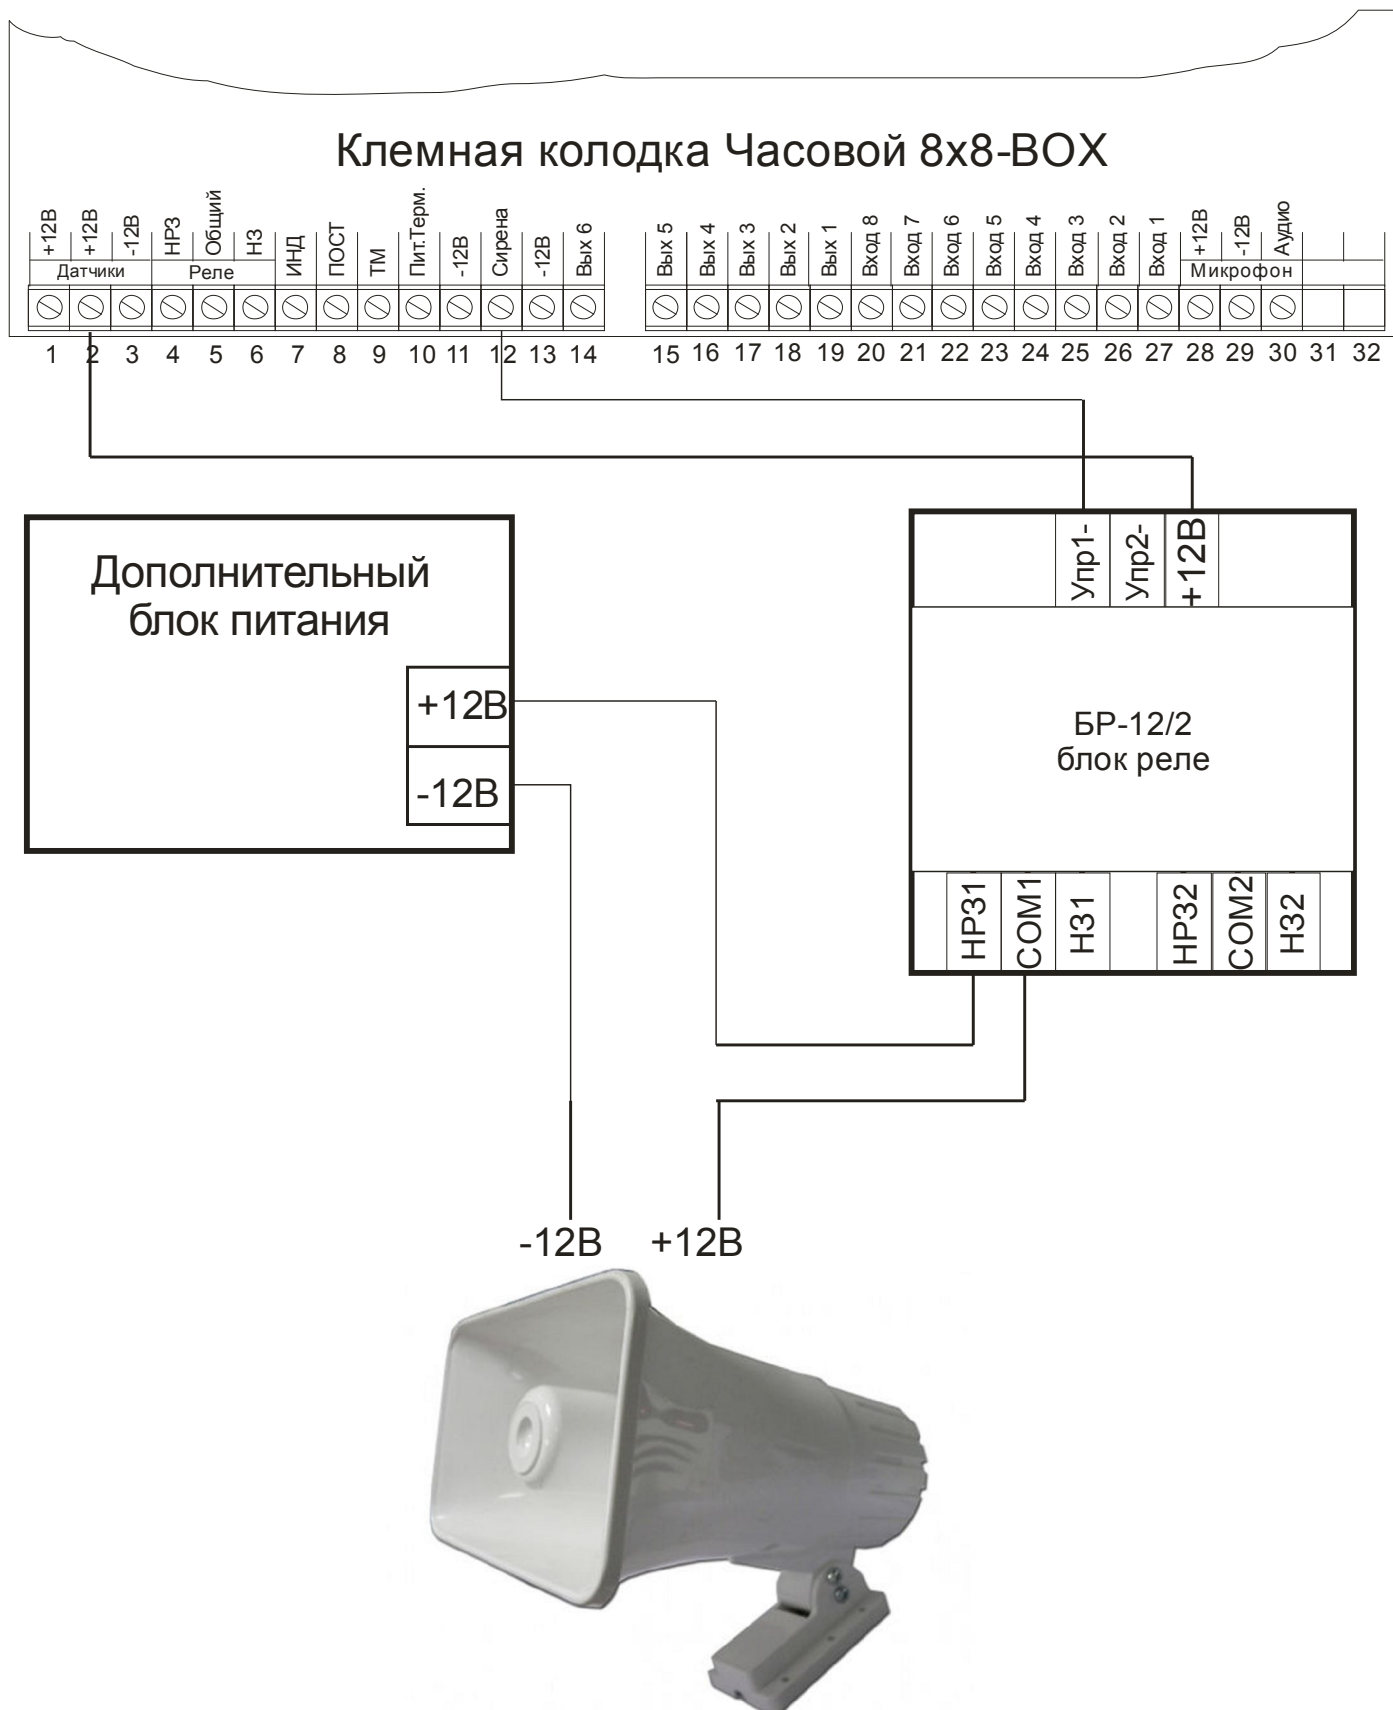 Клемная колодка Часовой 8x8-BOX
+12В
+12В
-12В
НРЗ
Общий
НЗ
ИНД
ПОСТ
ТМ
Пит.Терм.
-12В
Сирена
-12В
Вых 6
Вых 5
Вых 4
Вых 3
Вых 2
Вых 1
Вход 8
Вход 7
Вход 6
Вход 5
Вход 4
Вход 3
Вход 2
Вход 1
+12В
-12В
Аудио
Датчики
Реле
Микрофон
1 2 3 4 5 6 7 8 9 10 11 12 13 14 15 16 17 18 19 20 21 22 23 24 25 26 27 28 29 30 31 32
Дополнительный
блок питания
+12В
-12В
Упр1-
Упр2-
+12В
БР-12/2
блок реле
НРЗ1
COM1
НЗ1
НРЗ2
COM2
НЗ2
-12В
+12В